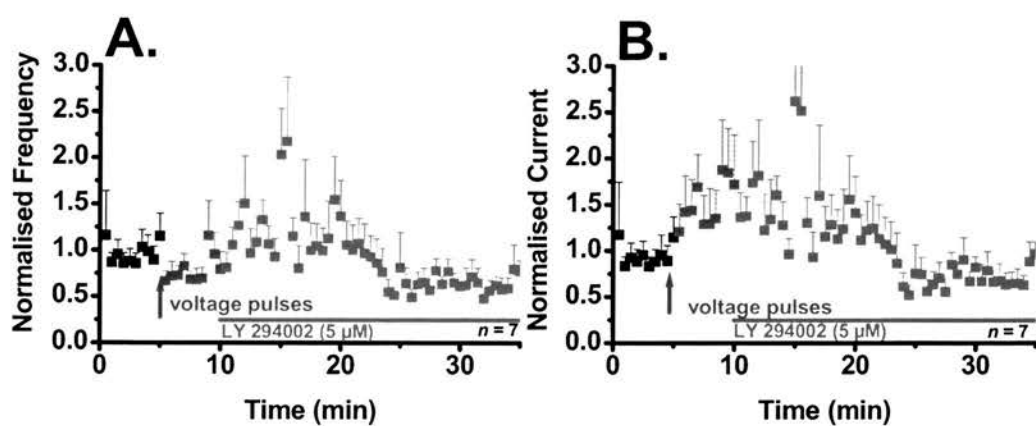 A.
Normalised Frequency
3.0
2.5
2.0
1.5
1.0
0.5
0.0
voltage pulses
LY 294002 (5 µM) n = 7
0 10 20 30
Time (min)
B.
Normalised Current
3.0
2.5
2.0
1.5
1.0
0.5
0.0
voltage pulses
LY 294002 (5 µM) n = 7
0 10 20 30
Time (min)